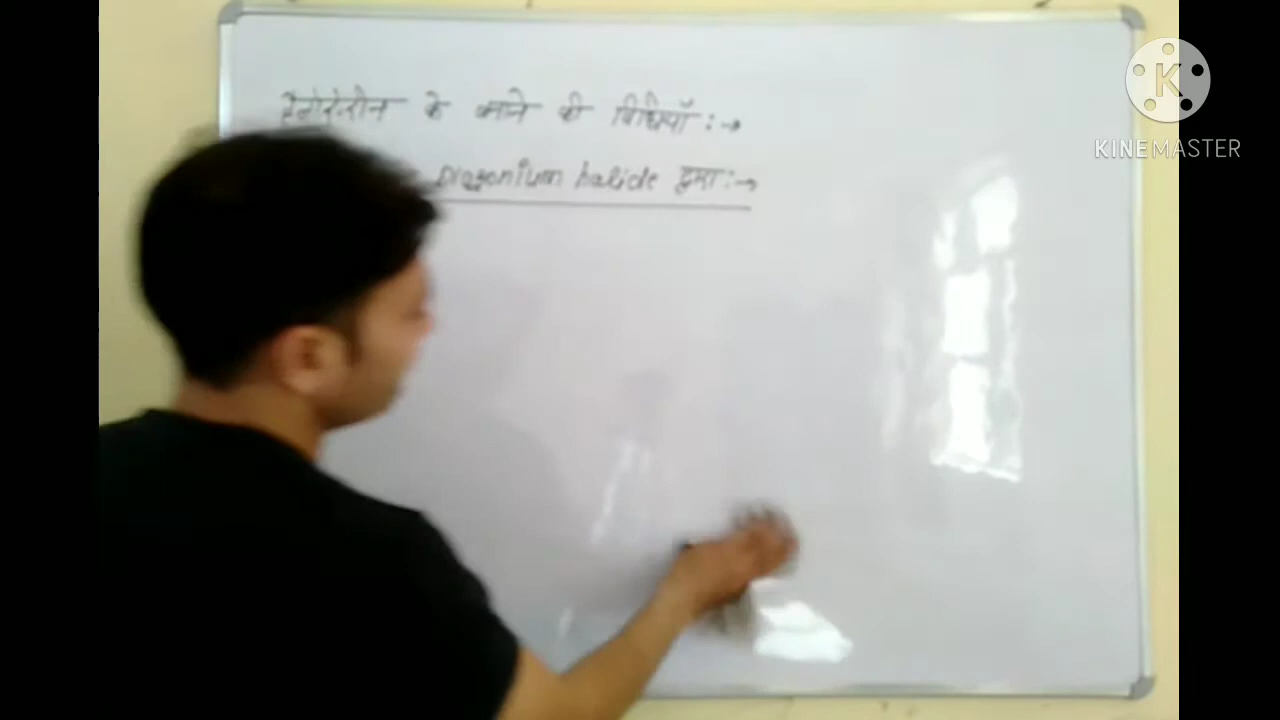 हैलोऐरीन के बनाने की विधियाँ :→
Diazonium halide द्वारा :→
KINEMASTER